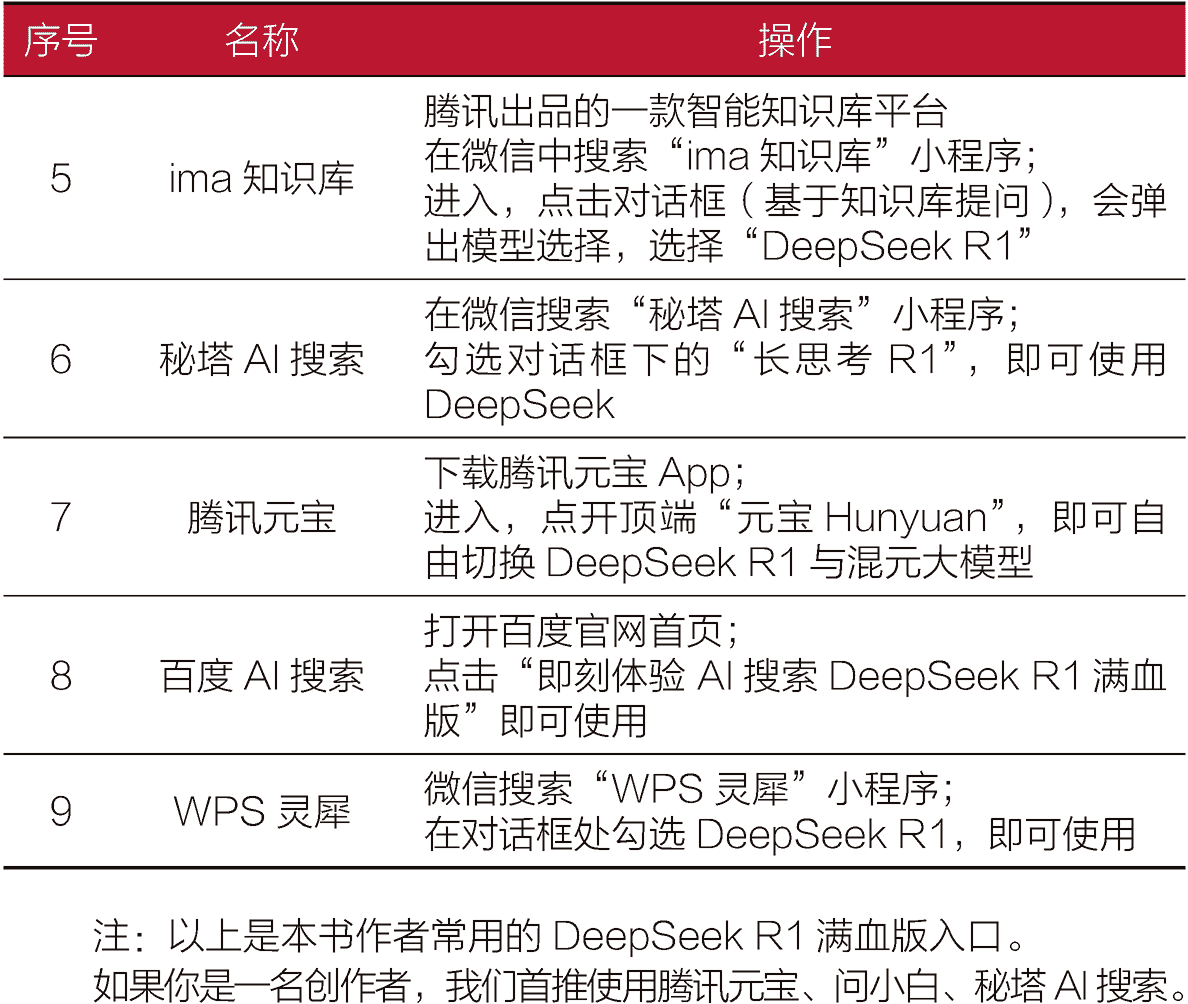 序号 名称 操作
腾讯出品的一款智能知识库平台
在微信中搜索“ima 知识库”小程序；
5 ima 知识库 进入，点击对话框（基于知识库提问），会弹
出模型选择，选择“DeepSeek R1”
在微信搜索“秘塔 AI 搜索”小程序；
6 秘塔 AI 搜索 勾选对话框下的“长思考 R1”，即可使用
DeepSeek
下载腾讯元宝 App；
7 腾讯元宝 进入，点开顶端“元宝 Hunyuan”，即可自
由切换 DeepSeek R1 与混元大模型
打开百度官网首页；
8 百度 AI 搜索 点击“即刻体验 AI 搜索 DeepSeek R1 满血
版”即可使用
微信搜索“WPS 灵犀”小程序；
9 WPS 灵犀 在对话框处勾选 DeepSeek R1，即可使用
注：以上是本书作者常用的 DeepSeek R1 满血版入口。
如果你是一名创作者，我们首推使用腾讯元宝、问小白、秘塔 AI 搜索。